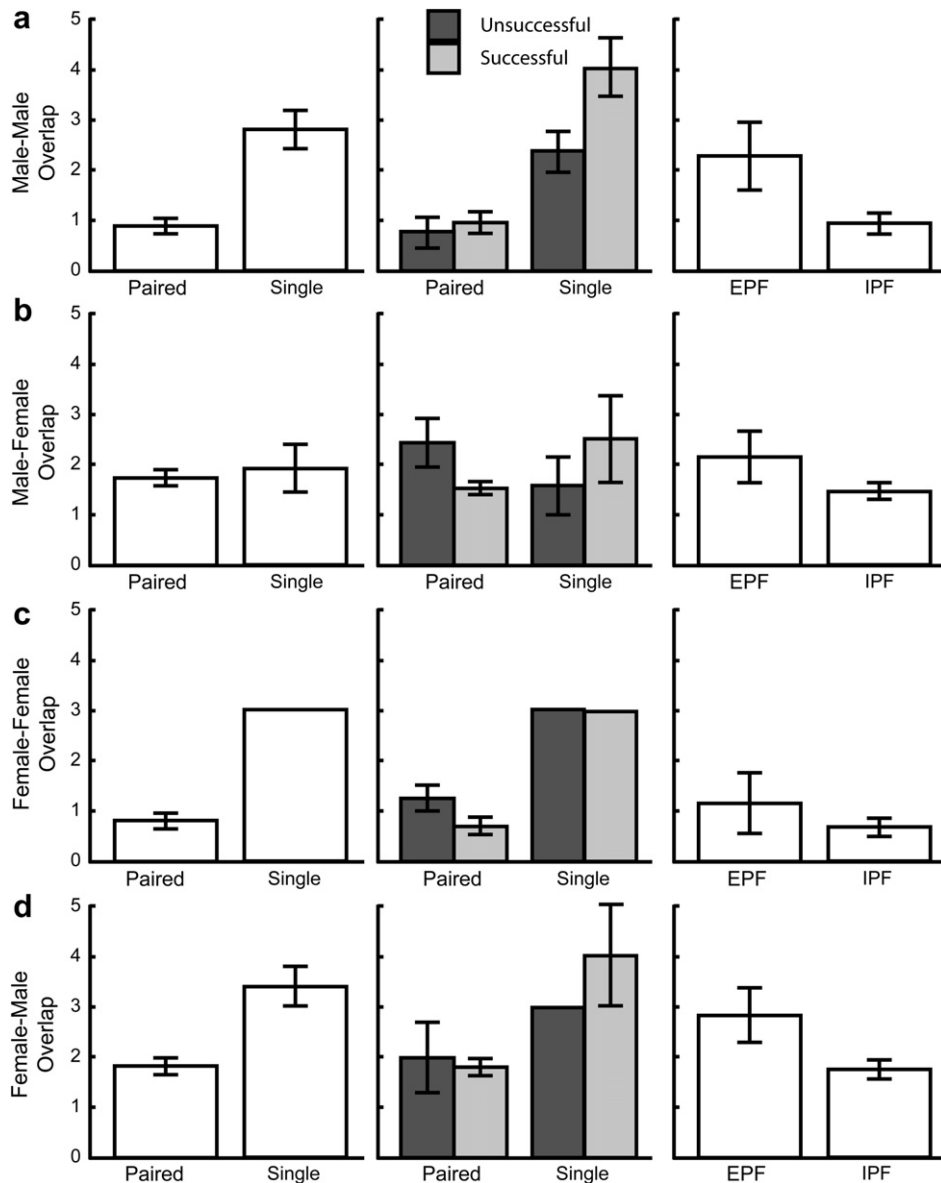 a
Unsuccessful
Successful
Male-Male
Overlap
5
4
3
2
1
0
Paired Single Paired Single EPF IPF
b
Male-Female
Overlap
5
4
3
2
1
0
Paired Single Paired Single EPF IPF
c
Female-Female
Overlap
5
4
3
2
1
0
Paired Single Paired Single EPF IPF
d
Female-Male
Overlap
5
4
3
2
1
0
Paired Single Paired Single EPF IPF